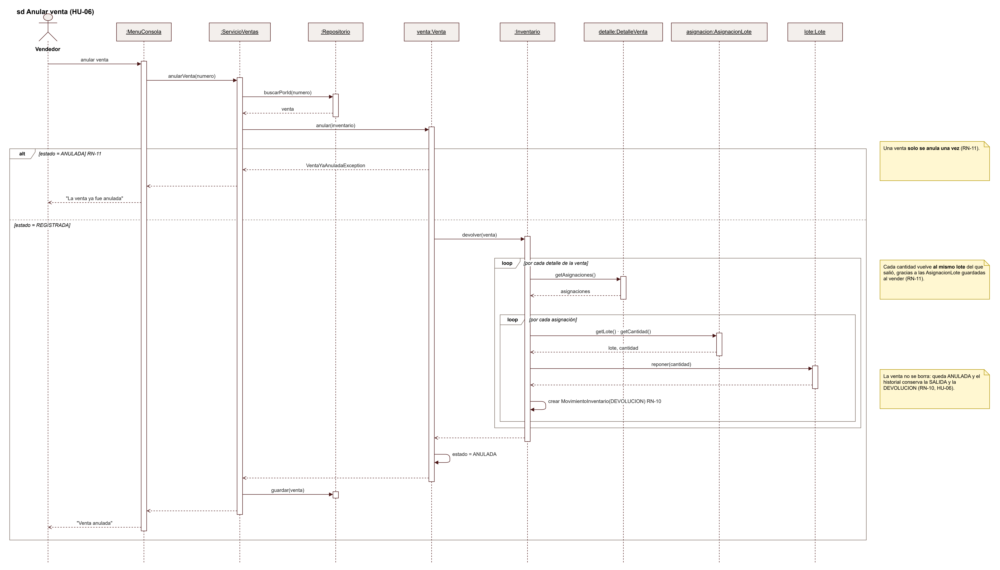 sd Anular venta (HU-06)
Vendedor
:MenuConsola
:ServicioVentas
:Repositorio
venta:Venta
:Inventario
detalle:DetalleVenta
asignacion:AsignacionLote
lote:Lote
anular venta
anularVenta(numero)
buscarPorId(numero)
venta
anular(inventario)
alt
[estado = ANULADA] RN-11
Una venta solo se anula una vez (RN-11).
VentaYaAnuladaException
"La venta ya fue anulada"
[estado = REGISTRADA]
devolver(venta)
loop
[por cada detalle de la venta]
Cada cantidad vuelve al mismo lote del que
salió, gracias a las AsignacionLote guardadas
al vender (RN-11).
getAsignaciones()
asignaciones
loop
[por cada asignación]
getLote() · getCantidad()
lote, cantidad
reponer(cantidad)
La venta no se borra: queda ANULADA y el
historial conserva la SALIDA y la
DEVOLUCION (RN-10, HU-06).
crear MovimientoInventario(DEVOLUCION) RN-10
estado = ANULADA
guardar(venta)
"Venta anulada"